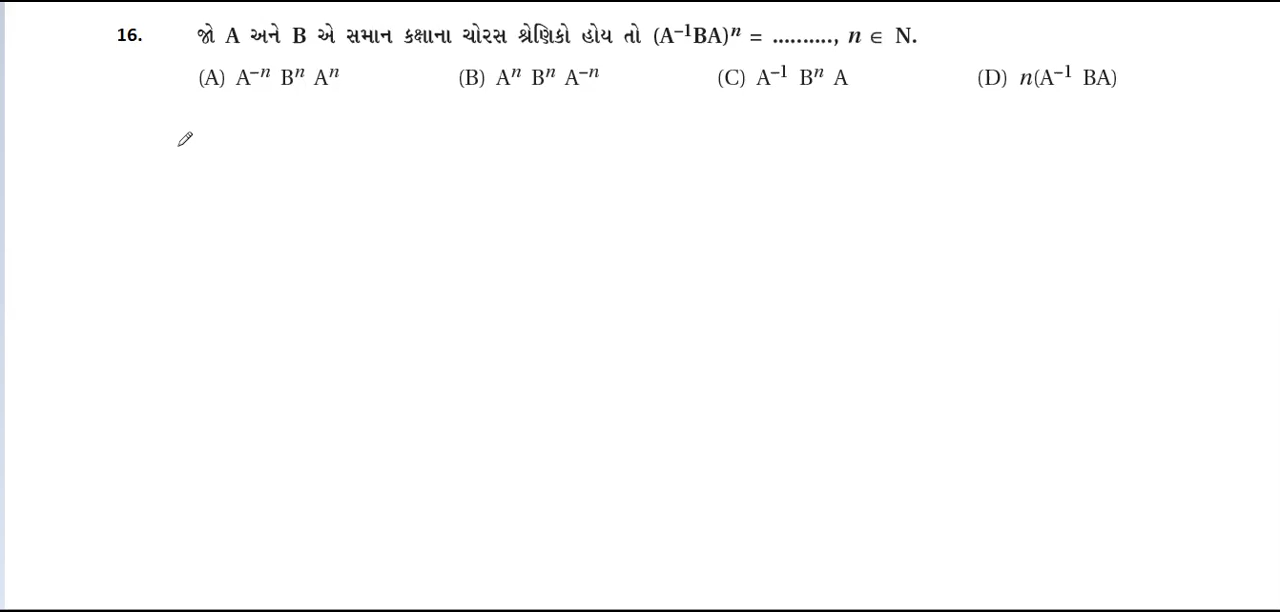 16. જો A અને B એ સમાન કક્ષાના ચોરસ શ્રેણિકો હોય તો (A⁻¹BA)ⁿ = .........., n ∈ N.
(A) A⁻ⁿ Bⁿ Aⁿ (B) Aⁿ Bⁿ A⁻ⁿ (C) A⁻¹ Bⁿ A (D) n(A⁻¹ BA)